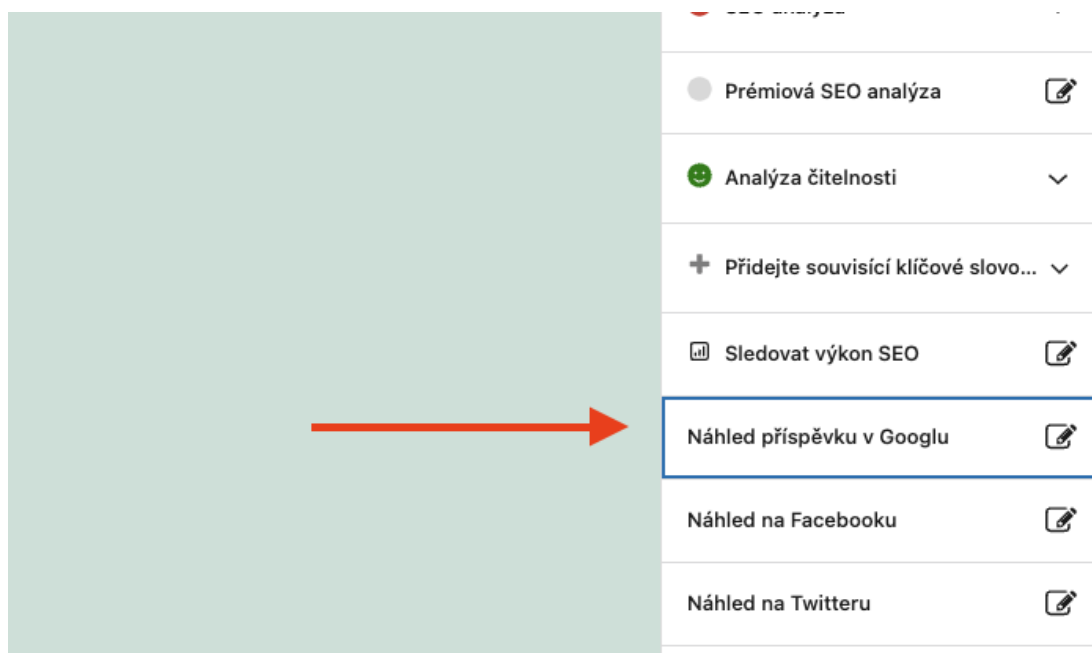 Prémiová SEO analýza
Analýza čitelnosti
Přidejte souvisící klíčové slovo...
Sledovat výkon SEO
Náhled příspěvku v Googlu
Náhled na Facebooku
Náhled na Twitteru